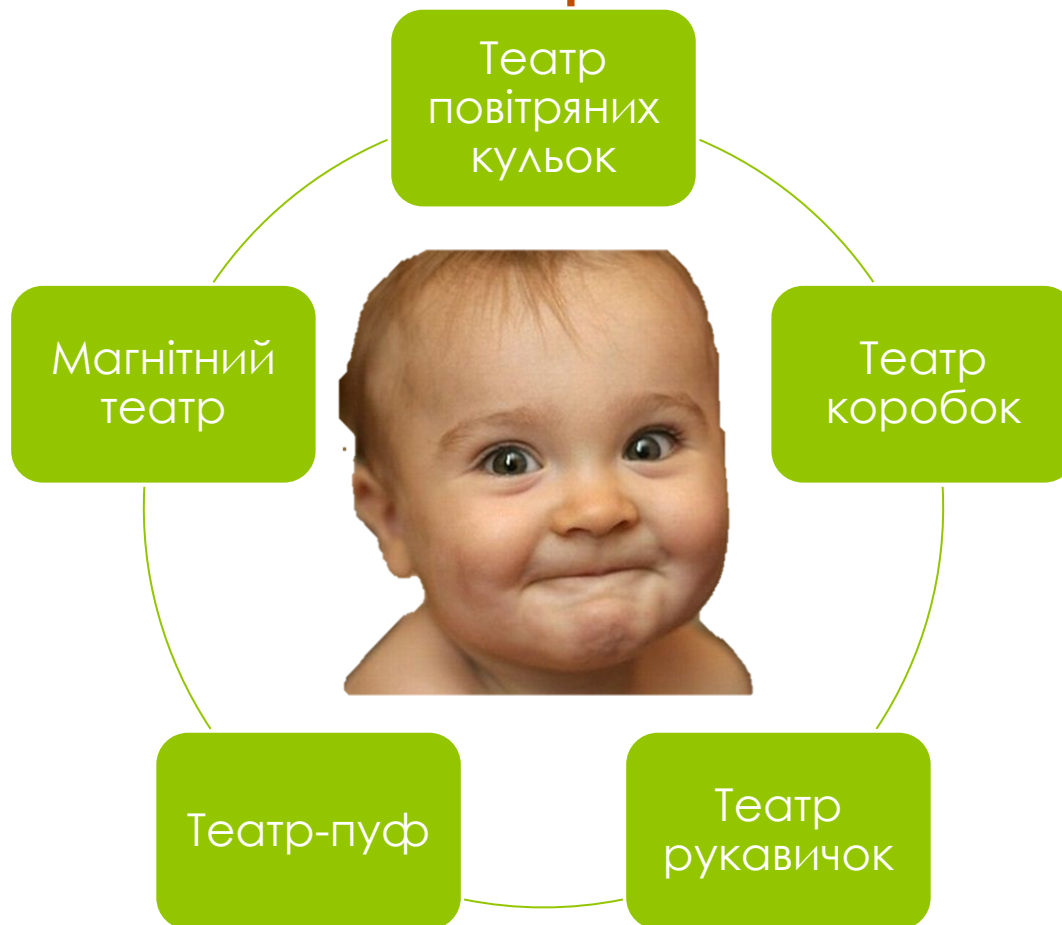 Театр
повітряних
кульок
Магнітний
театр
Театр
коробок
Театр-пуф
Театр
рукавичок